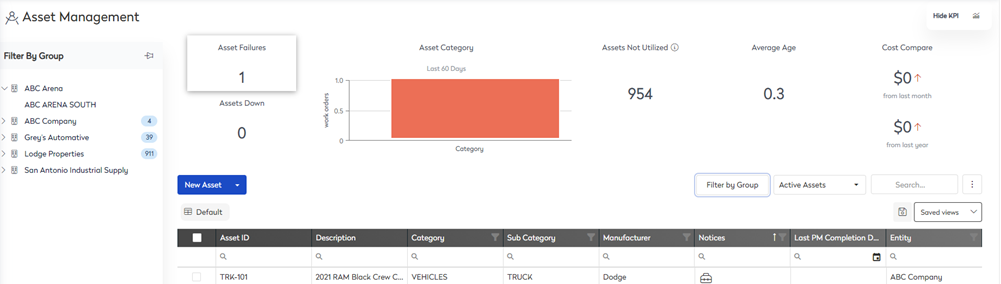 Asset Management
Hide KPI
Filter By Group
ABC Arena
ABC ARENA SOUTH
ABC Company 4
Grey's Automative 39
Lodge Properties 911
San Antonio Industrial Supply
Asset Failures
1
Assets Down
0
Asset Category
Last 60 Days
1.0
0.5
0
work orders
Category
Assets Not Utilized
954
Average Age
0.3
Cost Compare
$0
from last month
$0
from last year
New Asset
Filter by Group
Active Assets
Search...
Default
Saved views
Asset ID Description Category Sub Category Manufacturer Notices Last PM Completion D... Entity
TRK-101 2021 RAM Black Crew C... VEHICLES TRUCK Dodge ABC Company